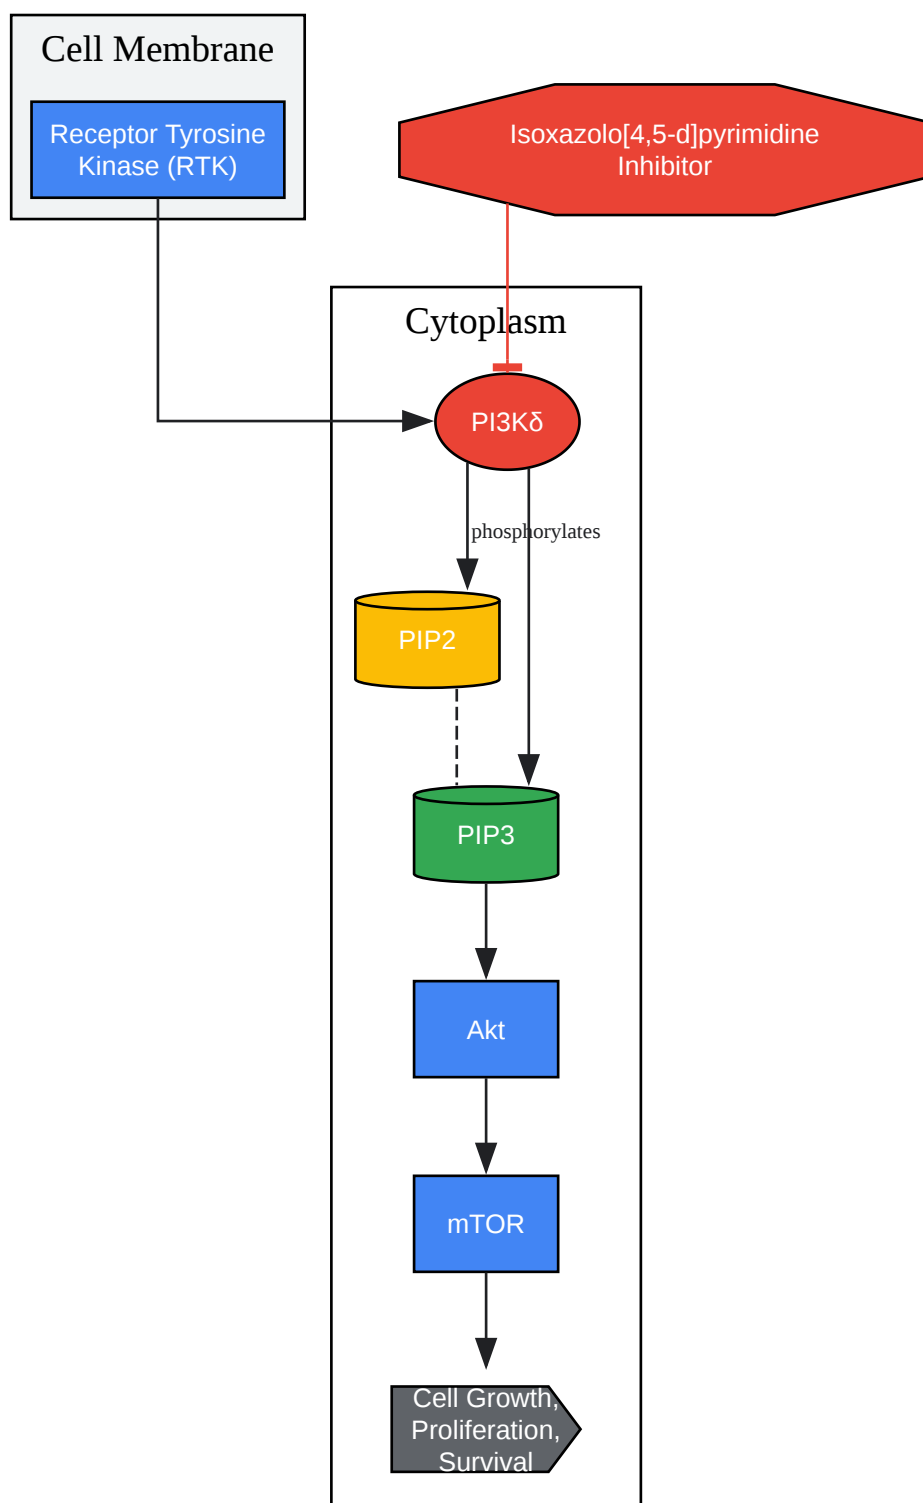 Cell Membrane
Receptor Tyrosine
Kinase (RTK)
Isoxazolo[4,5-d]pyrimidine
Inhibitor
Cytoplasm
PI3Kδ
phosphorylates
PIP2
PIP3
Akt
mTOR
Cell Growth,
Proliferation,
Survival